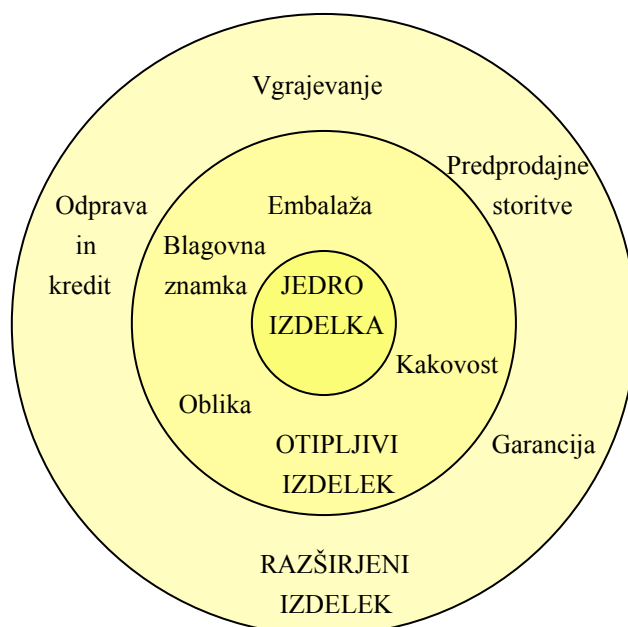 Vgrajevanje
Predprodajne
storitve
Odprava
in
kredit
Embalaža
Blagovna
znamka
JEDRO
IZDELKA
Kakovost
Oblika
OTIPLJIVI
IZDELEK
Garancija
RAZŠIRJENI
IZDELEK